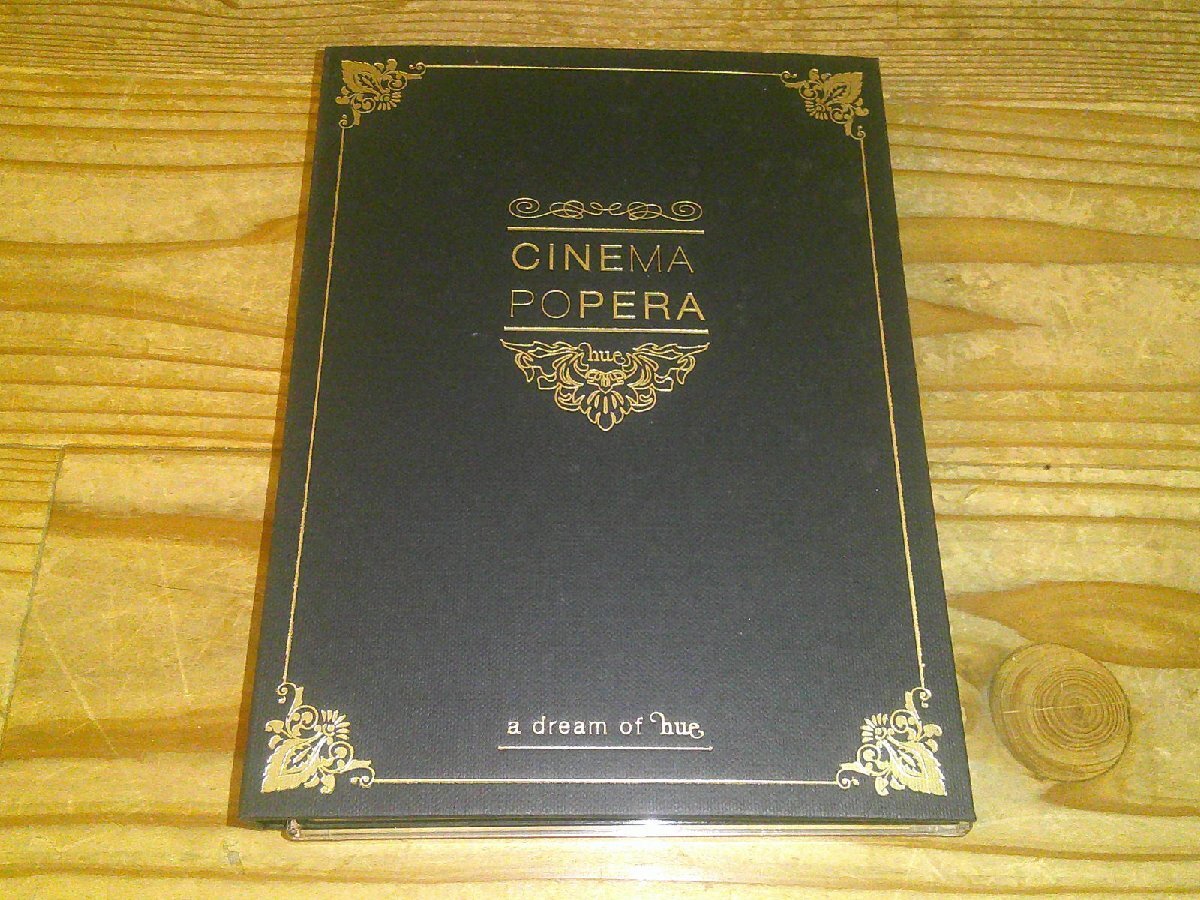 CINEMA
POPERA
hue
a dream of hue